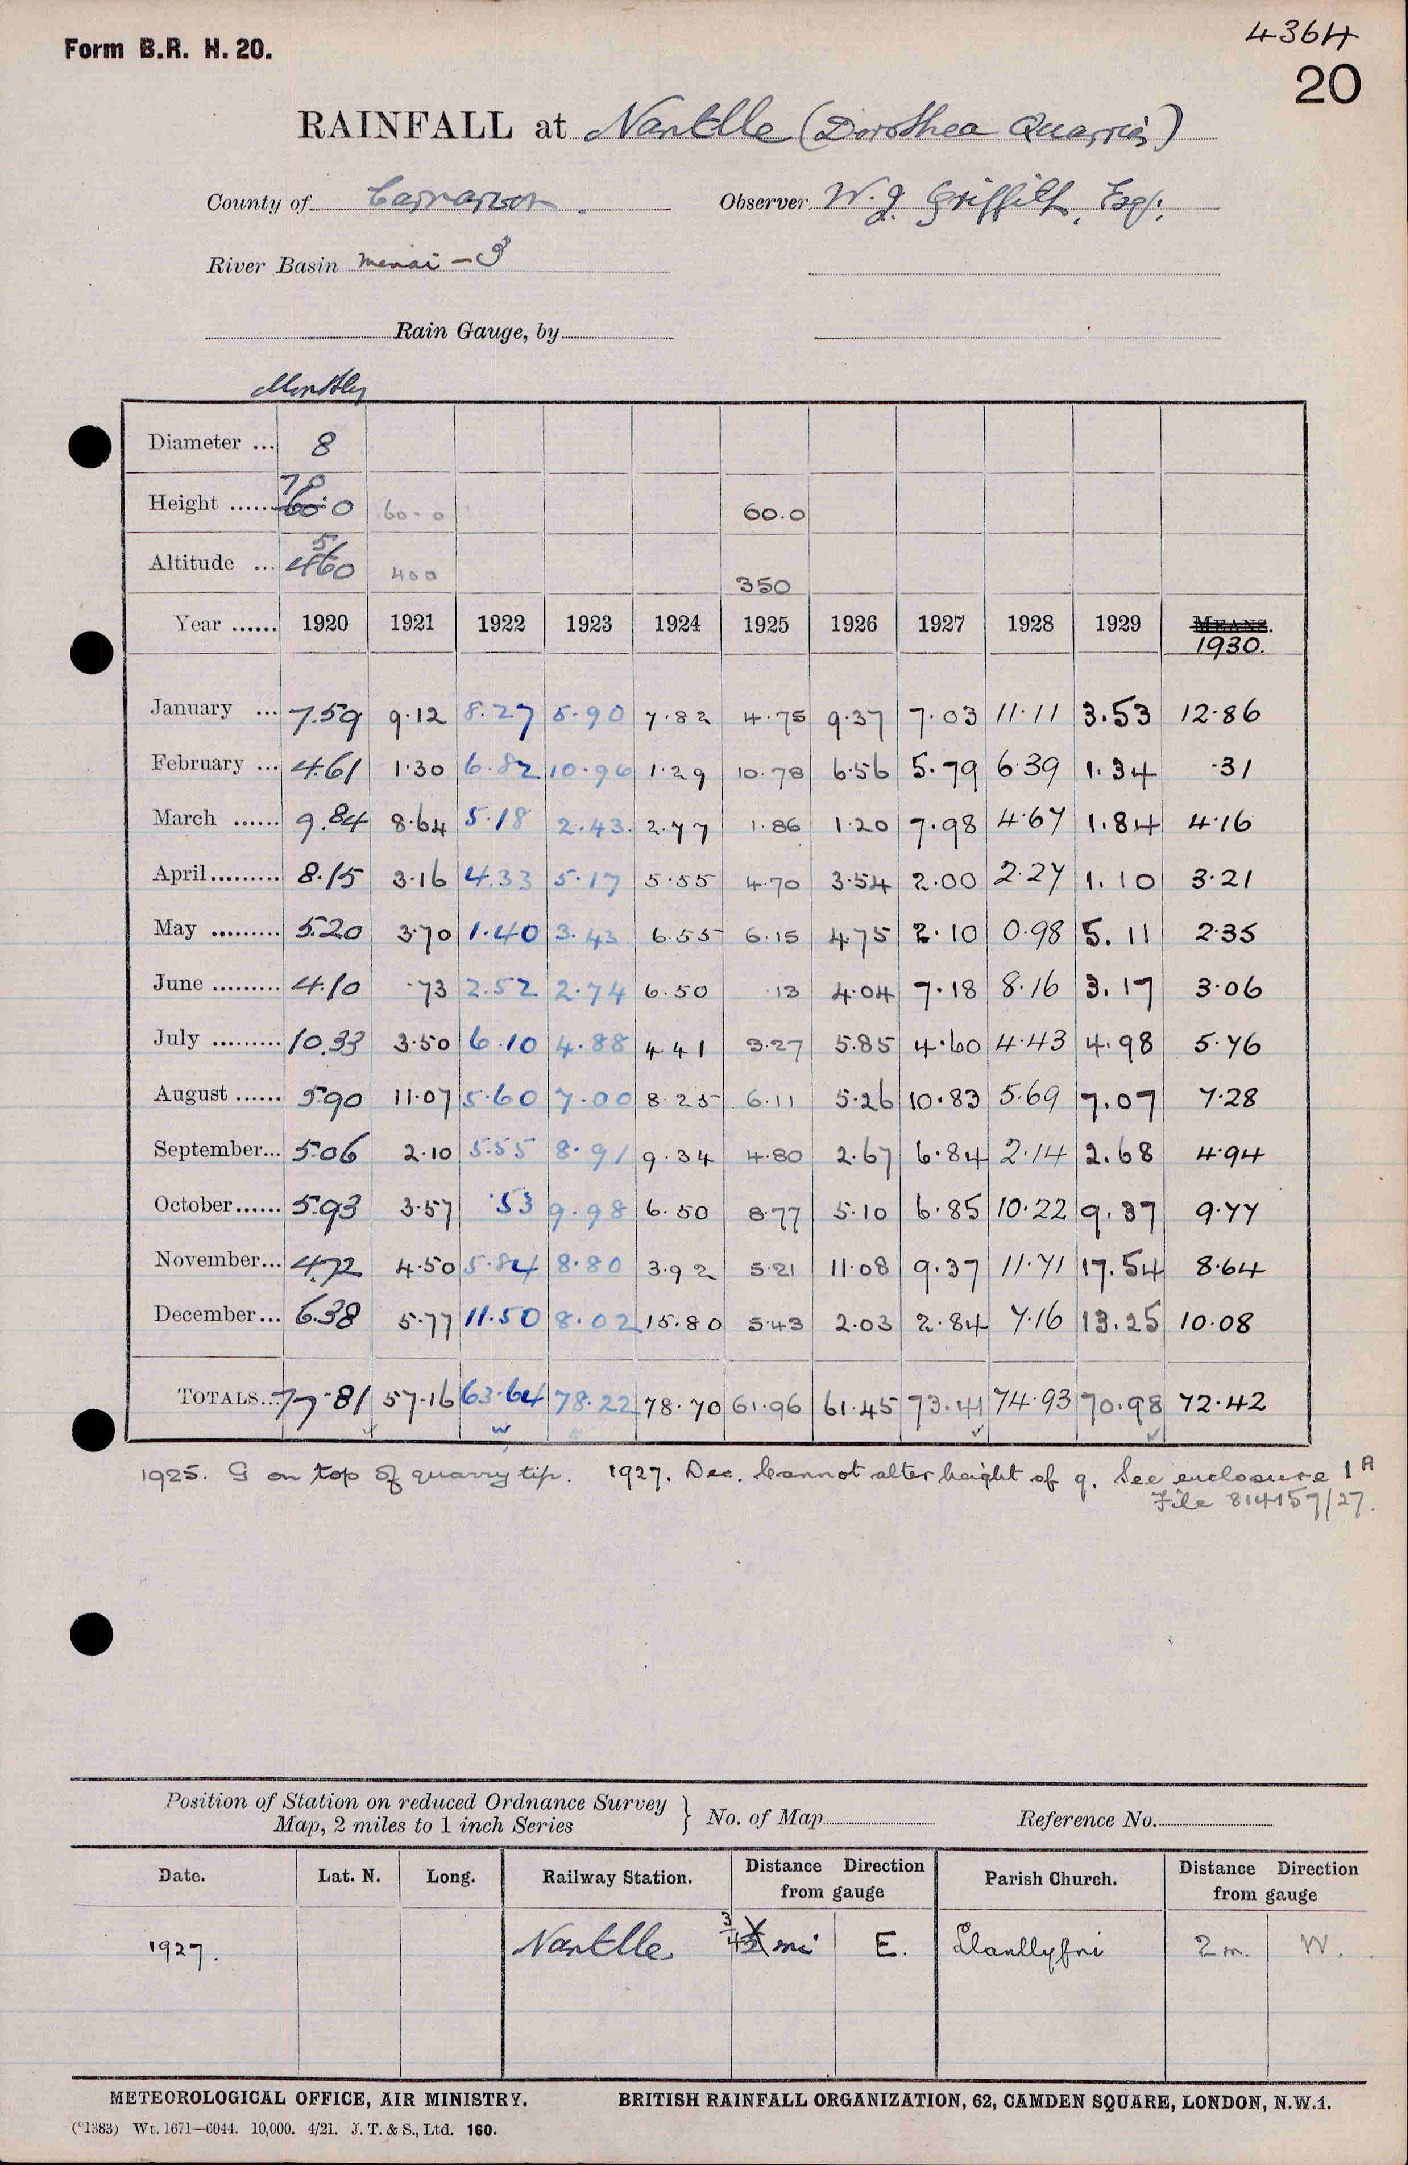 Form B.R. H. 20.
4364
20
RAINFALL at Nantlle (Dorothea Quarries)
County of Carnarvon. Observer W. J. Griffith, Esq.,
River Basin Menai - 3
Rain Gauge, by
Monthly
Diameter ... 8
Height ...... 60.0 70 60-0 60.0
Altitude ... 460 5 400 350
Year ...... 1920 1921 1922 1923 1924 1925 1926 1927 1928 1929 MEANS. 1930.
January ... 7.59 9.12 8.27 5.90 7.82 4.75 9.37 7.03 11.11 3.53 12.86
February ... 4.61 1.30 6.82 10.96 1.29 10.78 6.56 5.79 6.39 1.34 .31
March ...... 9.84 8.64 5.18 2.43 2.77 1.86 1.20 7.98 4.67 1.84 4.16
April ......... 8.15 3.16 4.33 5.17 5.55 4.70 3.54 2.00 2.27 1.10 3.21
May ......... 5.20 3.70 1.40 3.43 6.55 6.15 4.75 2.10 0.98 5.11 2.35
June ......... 4.10 .73 2.52 2.74 6.50 .13 4.04 7.18 8.16 3.17 3.06
July ......... 10.33 3.50 6.10 4.88 4.41 3.27 5.85 4.60 4.43 4.98 5.76
August ...... 5.90 11.07 5.60 7.00 8.25 6.11 5.26 10.83 5.69 7.07 7.28
September... 5.06 2.10 5.55 8.91 9.34 4.80 2.67 6.84 2.14 2.68 4.94
October...... 5.93 3.57 .53 9.98 6.50 8.77 5.10 6.85 10.22 9.37 9.77
November... 4.72 4.50 5.84 8.80 3.92 5.21 11.08 9.37 11.71 17.54 8.64
December... 6.38 5.77 11.50 8.02 15.80 5.43 2.03 2.84 7.16 13.25 10.08
TOTALS... 77.81 57.16 63.64 78.22 78.70 61.96 61.45 73.41 74.93 70.98 72.42
1925. G on top of quarry tip. 1927. Dec. Cannot alter height of g. See enclosure 1A
File 814157/27.
Position of Station on reduced Ordnance Survey
Map, 2 miles to 1 inch Series } No. of Map Reference No.
Date. Lat. N. Long. Railway Station. Distance Direction from gauge Parish Church. Distance Direction from gauge
1927. Nantlle 3/4 mi E. Llanllyfni 2 m. W.
METEOROLOGICAL OFFICE, AIR MINISTRY. BRITISH RAINFALL ORGANIZATION, 62, CAMDEN SQUARE, LONDON, N.W.1.
(*1383) Wt. 1671—6044. 10,000. 4/21. J. T. & S., Ltd. 160.